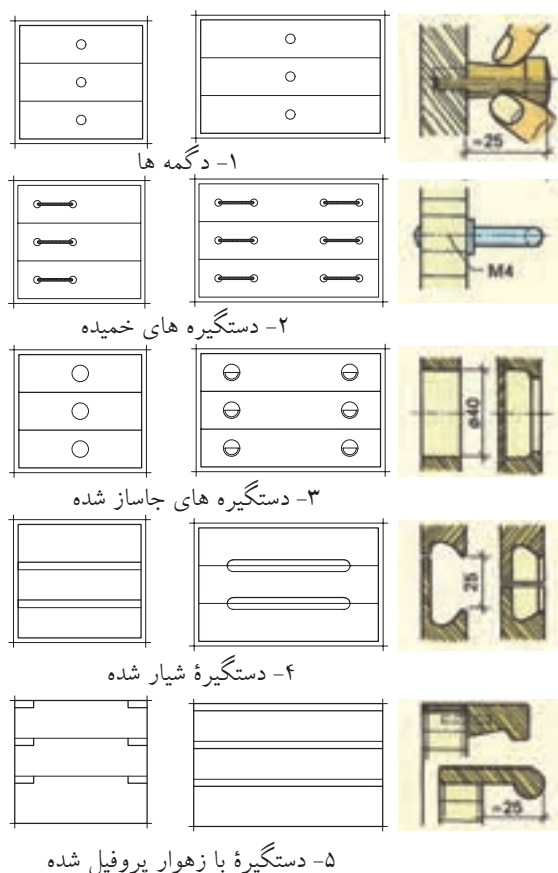 ~25
۱- دگمه ها
M4
۲- دستگیره های خمیده
ø40
۳- دستگیره های جاساز شده
25
۴- دستگیرهٔ شیار شده
~25
۵- دستگیرهٔ با زهوار پروفیل شده